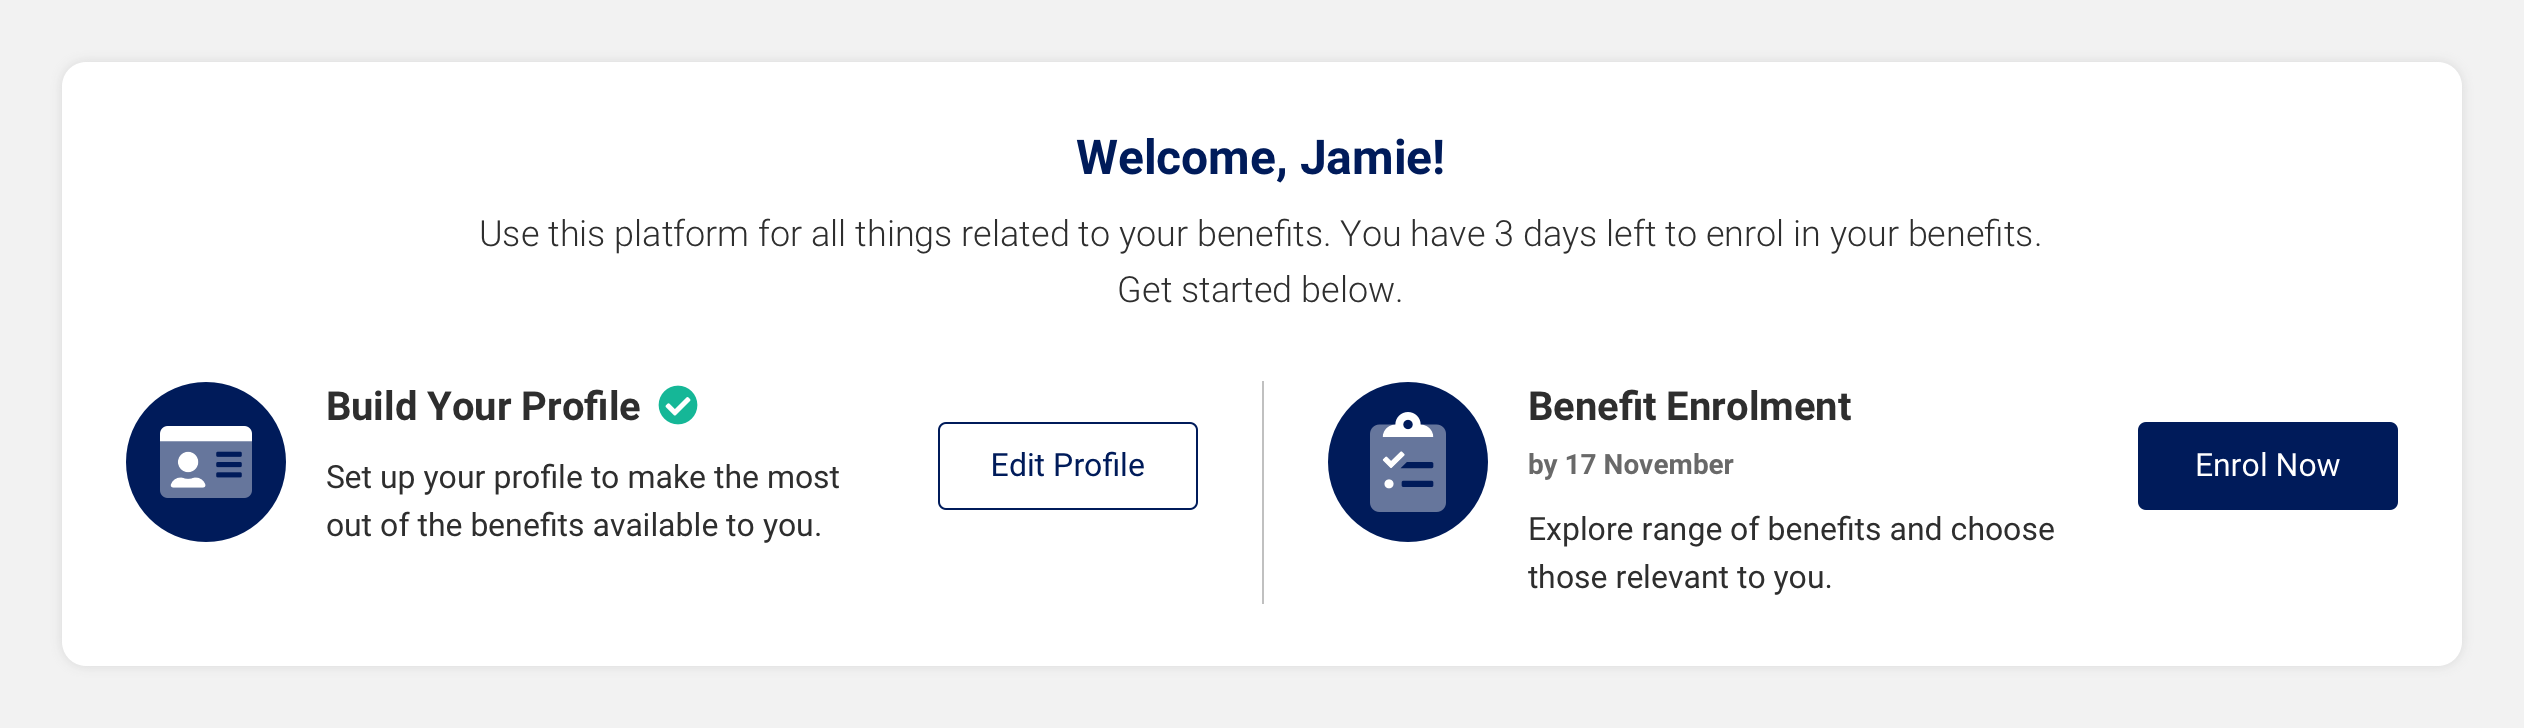 Welcome, Jamie!
Use this platform for all things related to your benefits. You have 3 days left to enrol in your benefits.
Get started below.
Build Your Profile
Set up your profile to make the most
out of the benefits available to you.
Edit Profile
Benefit Enrolment
by 17 November
Explore range of benefits and choose
those relevant to you.
Enrol Now